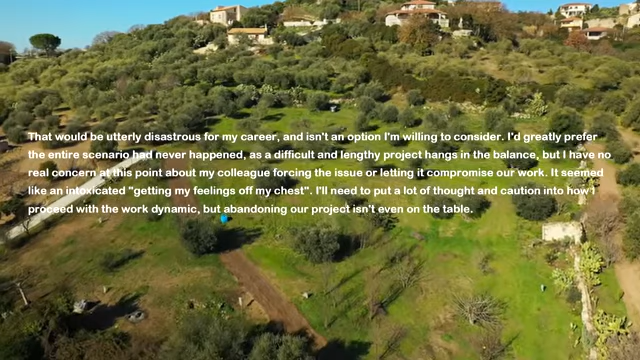 That would be utterly disastrous for my career, and isn't an option I'm willing to consider. I'd greatly prefer
the entire scenario had never happened, as a difficult and lengthy project hangs in the balance, but I have no
real concern at this point about my colleague forcing the issue or letting it compromise our work. It seemed
like an intoxicated "getting my feelings off my chest". I'll need to put a lot of thought and caution into how I
proceed with the work dynamic, but abandoning our project isn't even on the table.